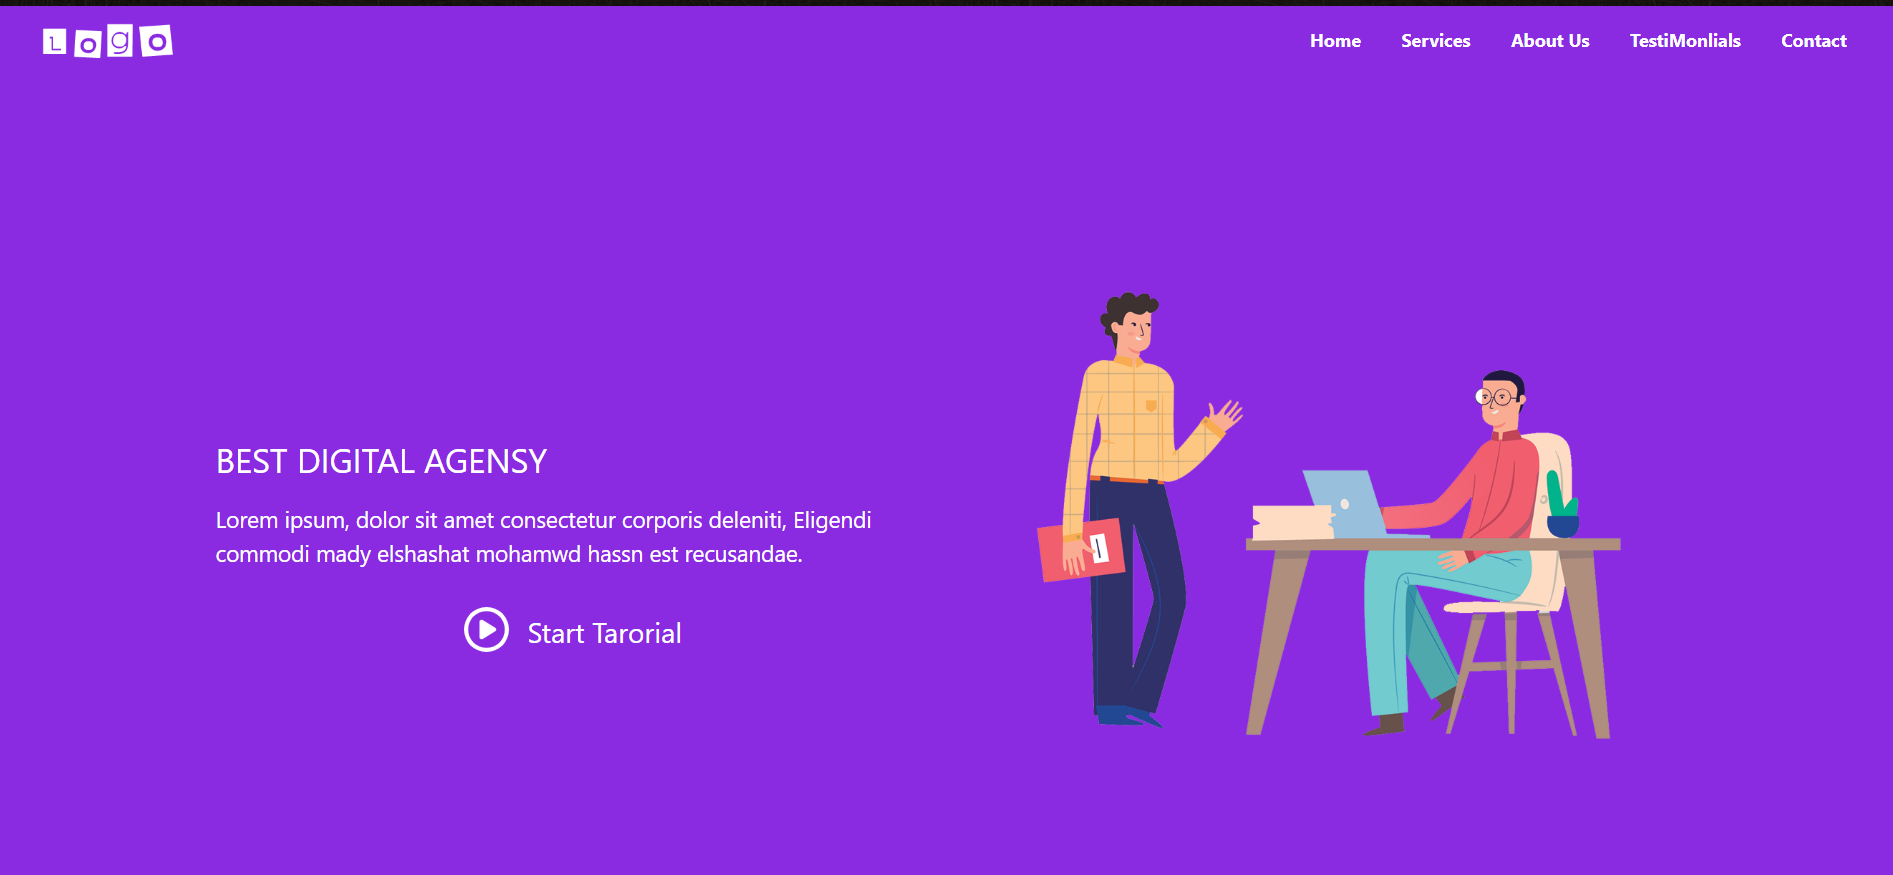 Logo
Home Services About Us TestiMonlials Contact
BEST DIGITAL AGENSY
Lorem ipsum, dolor sit amet consectetur corporis deleniti, Eligendi
commodi mady elshashat mohamwd hassn est recusandae.
Start Tarorial